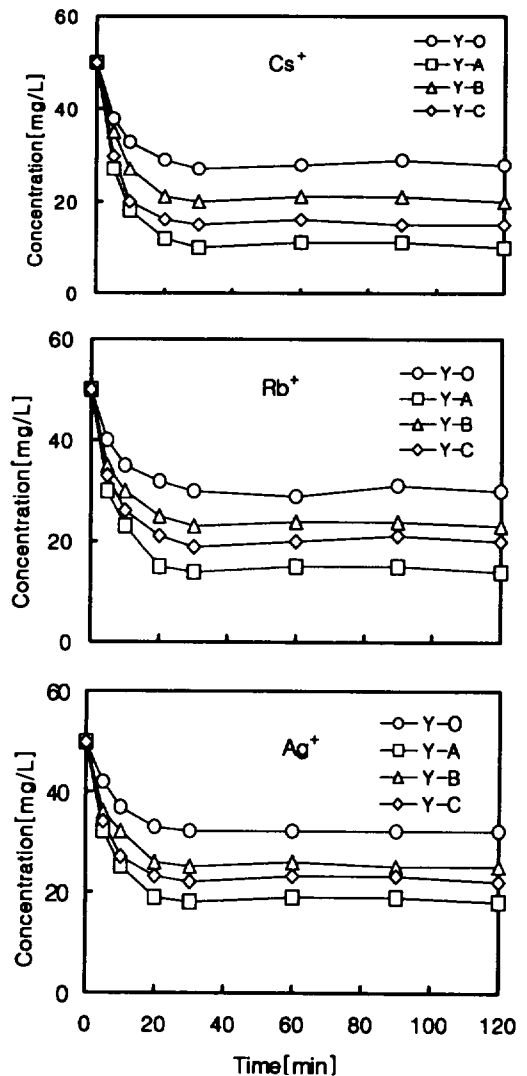 60
40
20
0
Concentration[mg/L]
Cs+
Y-O
Y-A
Y-B
Y-C
60
40
20
0
Concentration[mg/L]
Rb+
Y-O
Y-A
Y-B
Y-C
60
40
20
0
Concentration[mg/L]
Ag+
Y-O
Y-A
Y-B
Y-C
0 20 40 60 80 100 120
Time[min]